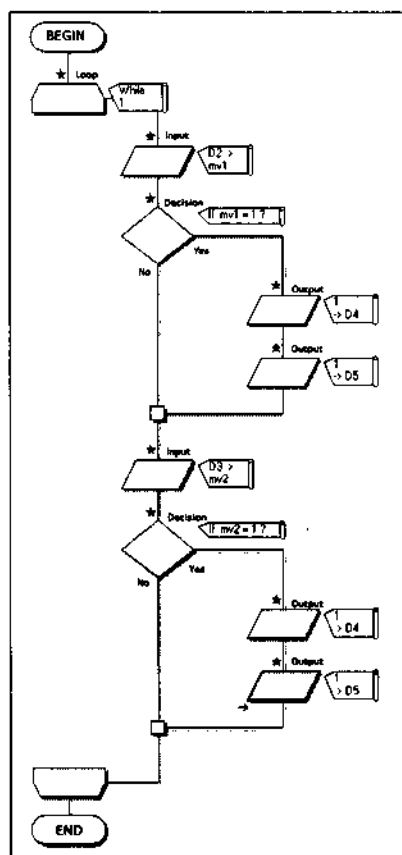 BEGIN
Loop
While
1
Input
D2 >
mv1
Decision
If mv1 = 1 ?
Yes
No
Output
1
-> D4
Output
1
-> D5
Input
D3 >
mv2
Decision
If mv2 = 1 ?
Yes
No
Output
1
-> D4
Output
1
-> D5
END